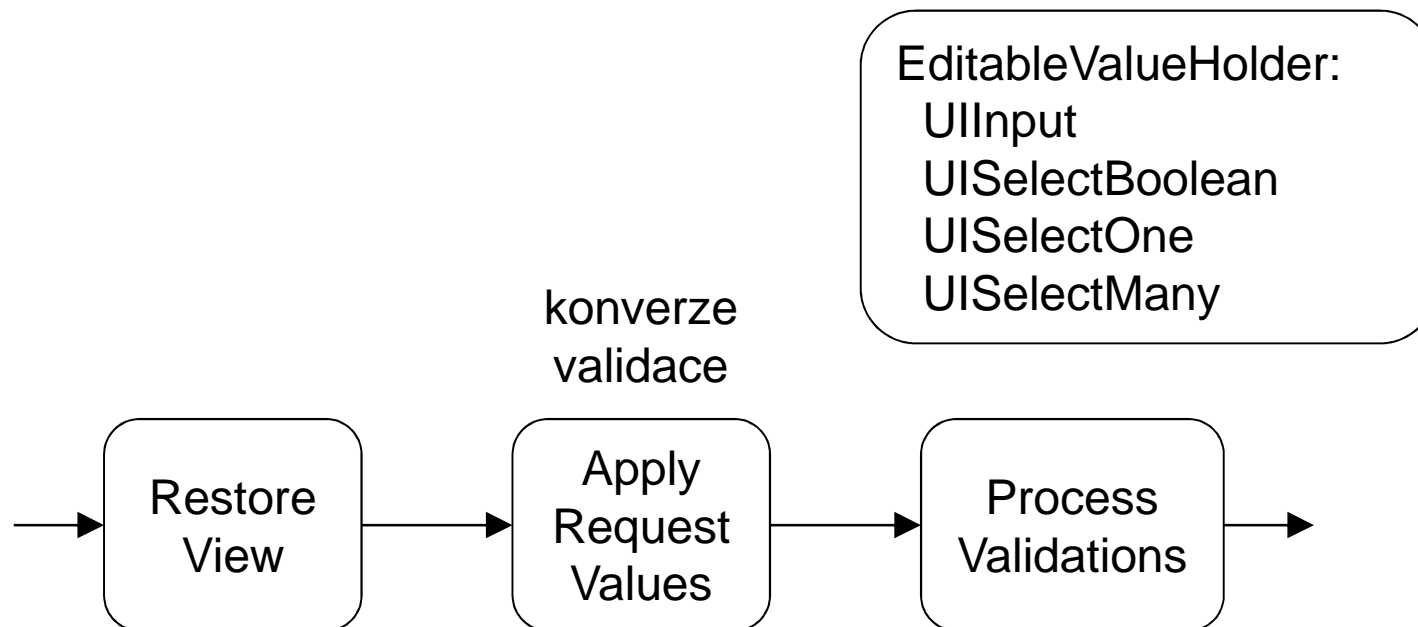 EditableValueHolder:
UIInput
UISelectBoolean
UISelectOne
UISelectMany
konverze
validace
Restore
View
Apply
Request
Values
Process
Validations